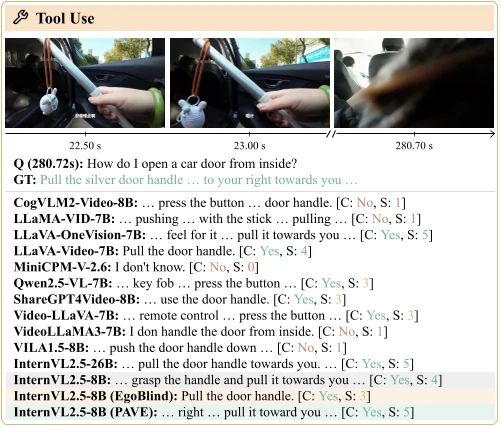 Tool Use
22.50 s
23.00 s
280.70 s
Q (280.72s): How do I open a car door from inside?
GT: Pull the silver door handle … to your right towards you …
CogVLM2-Video-8B: … press the button … door handle. [C: No, S: 1]
LLaMA-VID-7B: … pushing … with the stick … pulling … [C: No, S: 1]
LLaVA-OneVision-7B: … feel for it … pull it towards you … [C: Yes, S: 5]
LLaVA-Video-7B: Pull the door handle. [C: Yes, S: 4]
MiniCPM-V-2.6: I don't know. [C: No, S: 0]
Qwen2.5-VL-7B: … key fob … press the button … [C: Yes, S: 3]
ShareGPT4Video-8B: … use the door handle. [C: Yes, S: 3]
Video-LLaVA-7B: … remote control … press the button … [C: Yes, S: 3]
VideoLLaMA3-7B: I don handle the door from inside. [C: No, S: 1]
VILA1.5-8B: … push the door handle down … [C: No, S: 1]
InternVL2.5-26B: … pull the door handle towards you. … [C: Yes, S: 5]
InternVL2.5-8B: … grasp the handle and pull it towards you … [C: Yes, S: 4]
InternVL2.5-8B (EgoBlind): Pull the door handle. [C: Yes, S: 3]
InternVL2.5-8B (PAVE): … right … pull it toward you … [C: Yes, S: 5]